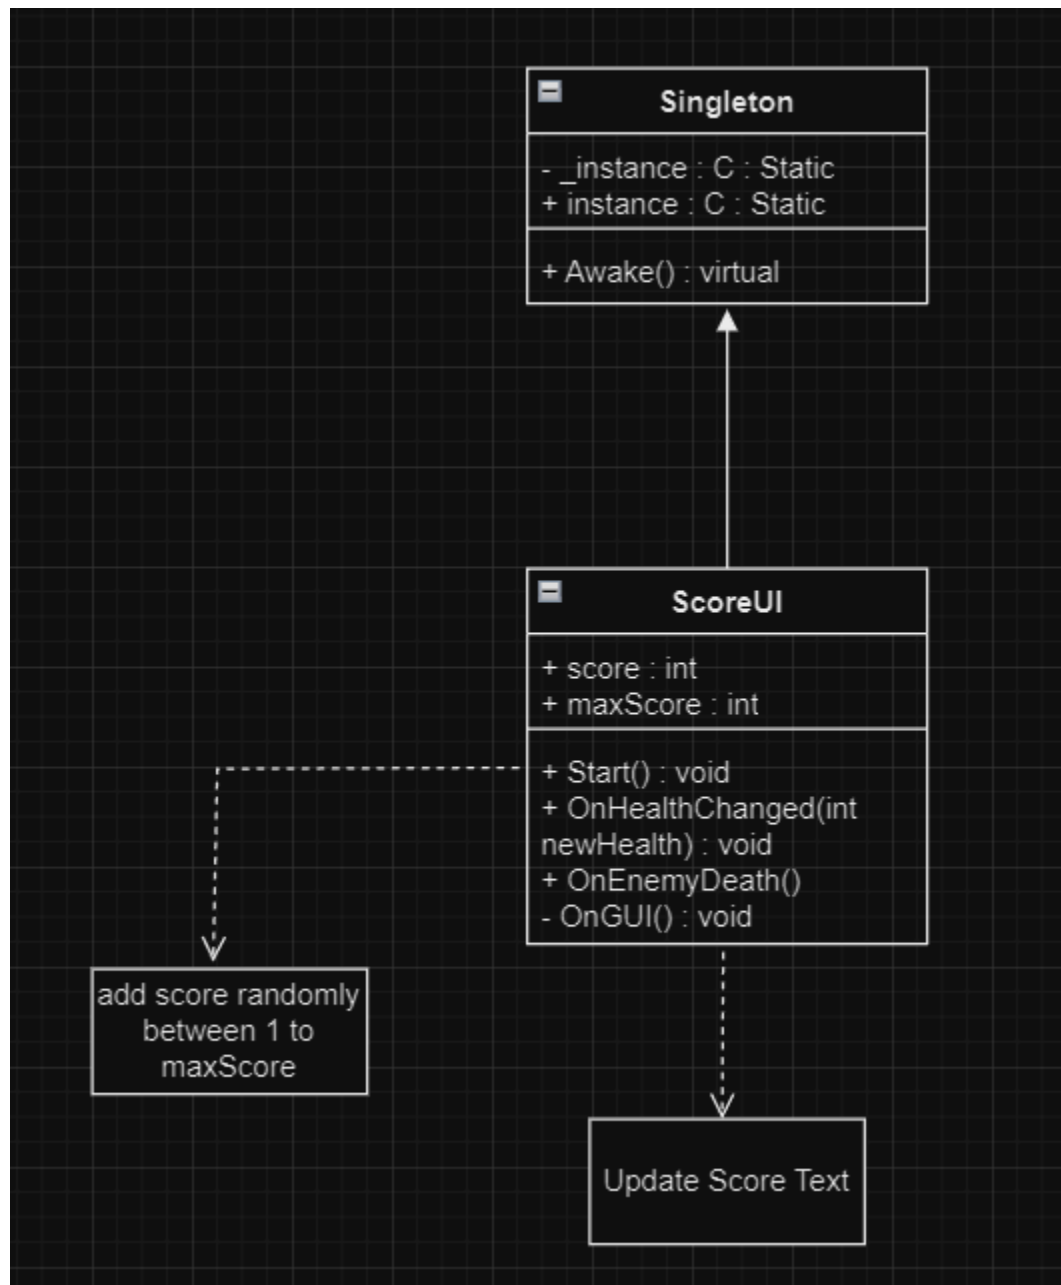 Singleton
- _instance : C : Static
+ instance : C : Static
+ Awake() : virtual
ScoreUI
+ score : int
+ maxScore : int
+ Start() : void
+ OnHealthChanged(int
newHealth) : void
+ OnEnemyDeath()
- OnGUI() : void
add score randomly
between 1 to
maxScore
Update Score Text